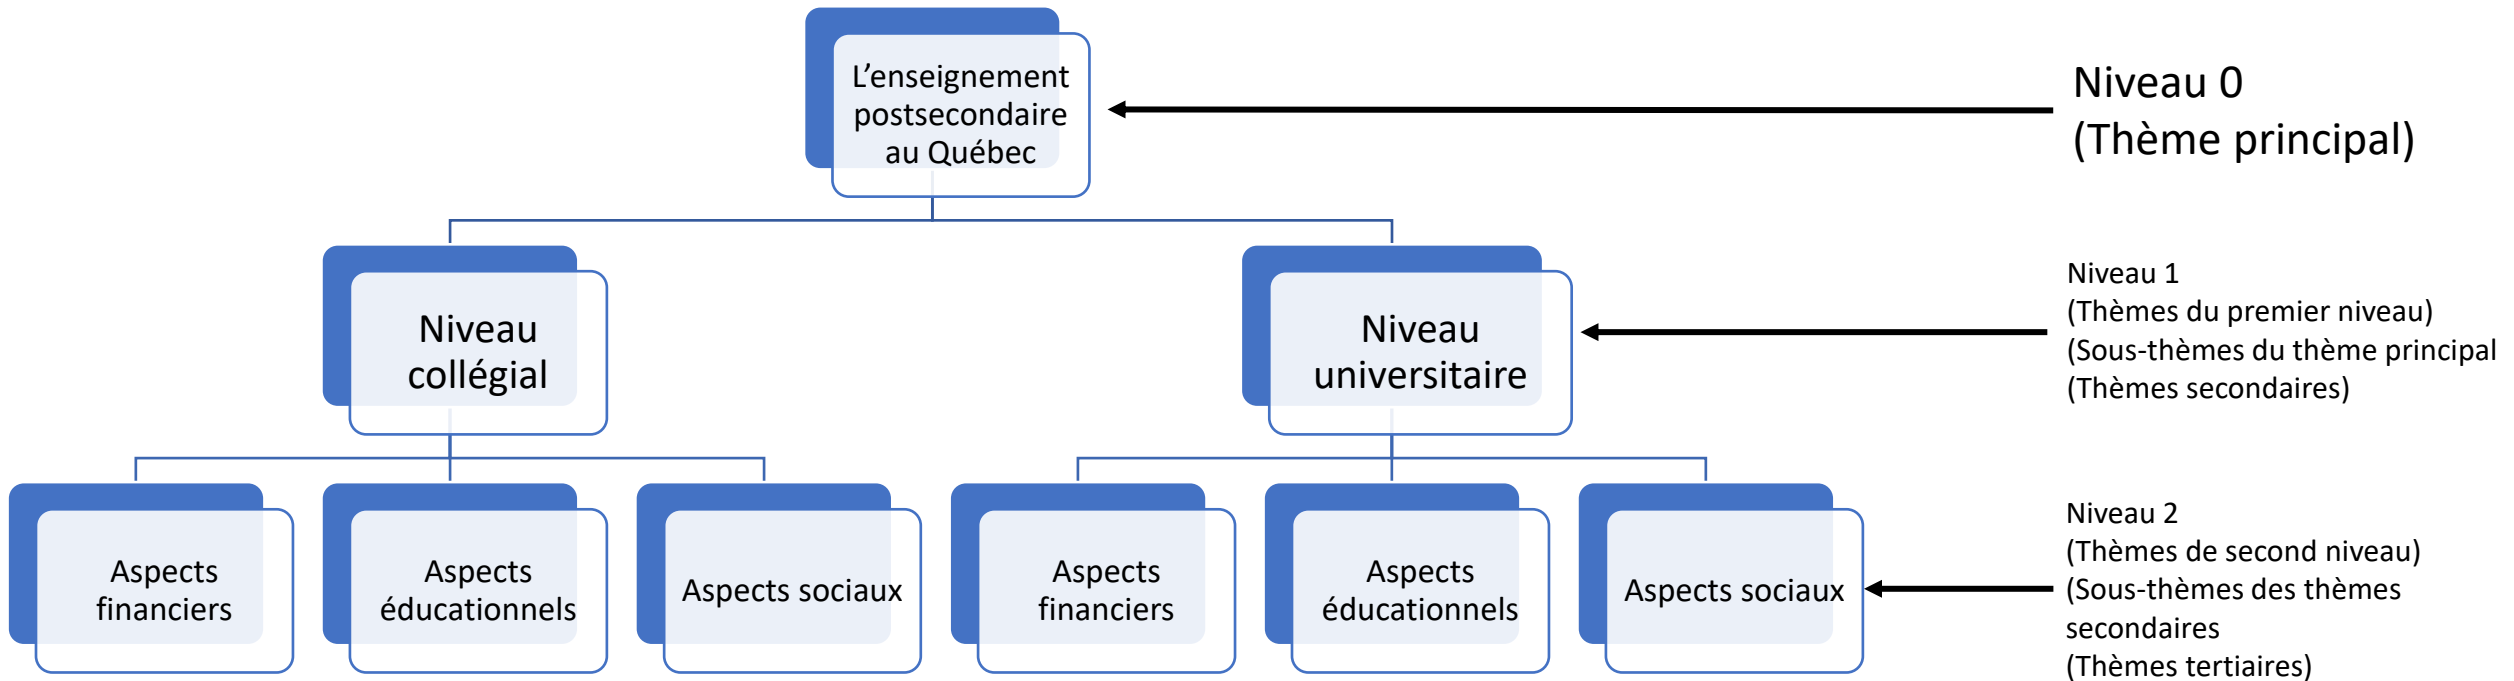 L’enseignement
postsecondaire
au Québec
Niveau 0
(Thème principal)
Niveau
collégial
Niveau
universitaire
Niveau 1
(Thèmes du premier niveau)
(Sous-thèmes du thème principal
(Thèmes secondaires)
Aspects
financiers
Aspects
éducationnels
Aspects sociaux
Aspects
financiers
Aspects
éducationnels
Aspects sociaux
Niveau 2
(Thèmes de second niveau)
(Sous-thèmes des thèmes
secondaires
(Thèmes tertiaires)